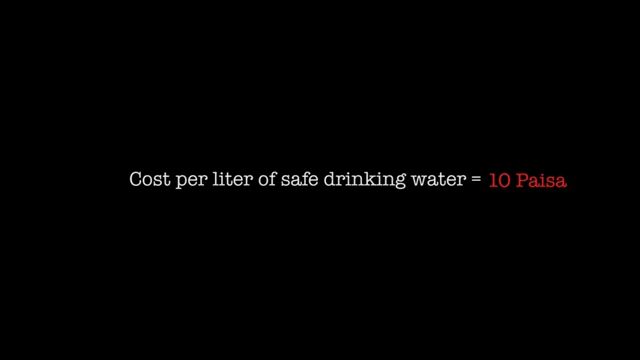 Cost per liter of safe drinking water = 10 Paisa